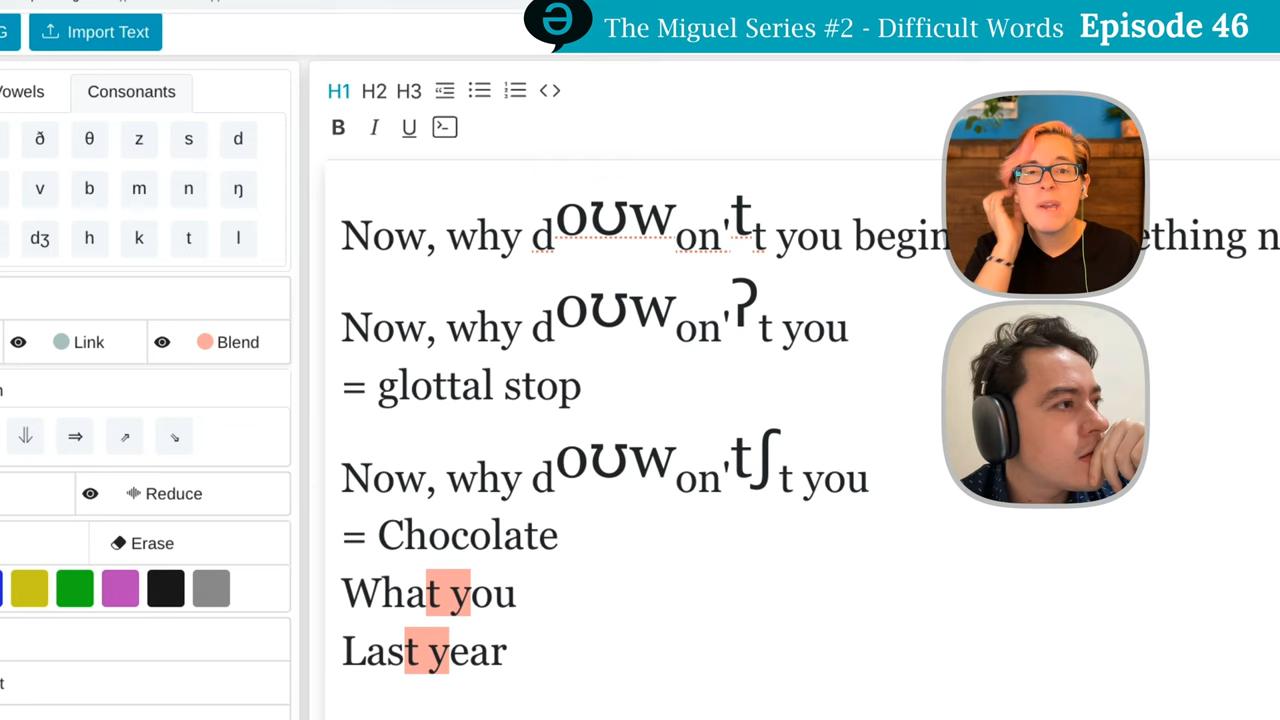 ə The Miguel Series #2 - Difficult Words Episode 46
G Import Text
Vowels Consonants
H1 H2 H3
B I U
ð θ z s d
v b m n ŋ
dʒ h k t l
Link Blend
⇓ ⇒ ⇗ ⇘
Reduce
Erase
Now, why doʊwon'tt you begin ething n
Now, why doʊwon'ʔt you
= glottal stop
Now, why doʊwon'tʃt you
= Chocolate
What you
Last year